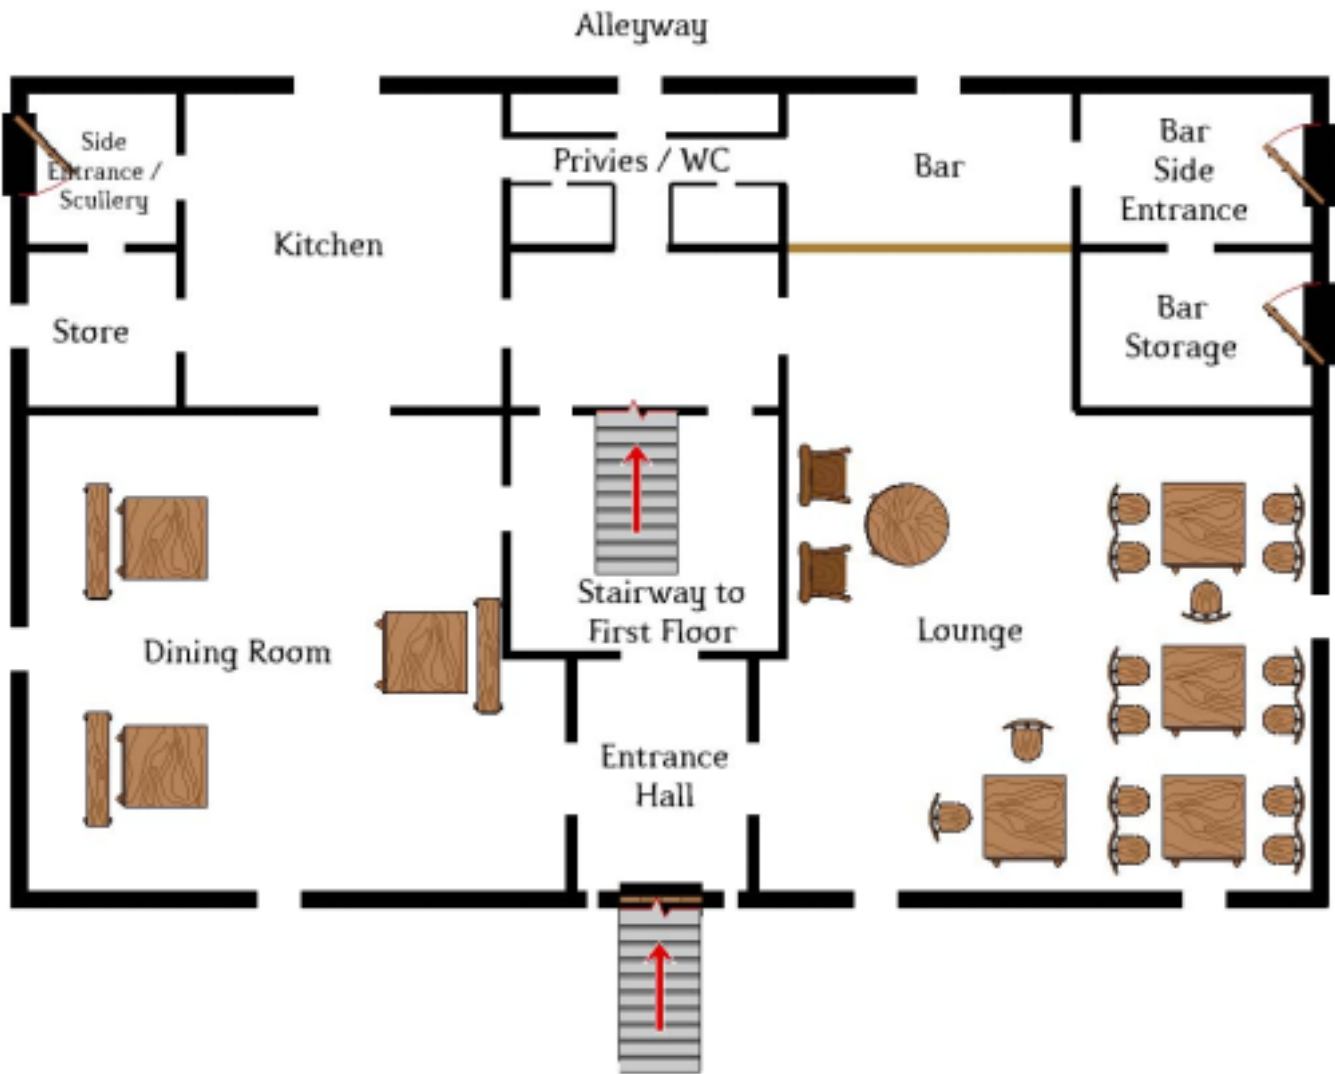 Alleyway
Side
Entrance /
Scullery
Privies / WC
Bar
Bar
Side
Entrance
Kitchen
Store
Bar
Storage
Stairway to
First Floor
Dining Room
Lounge
Entrance
Hall